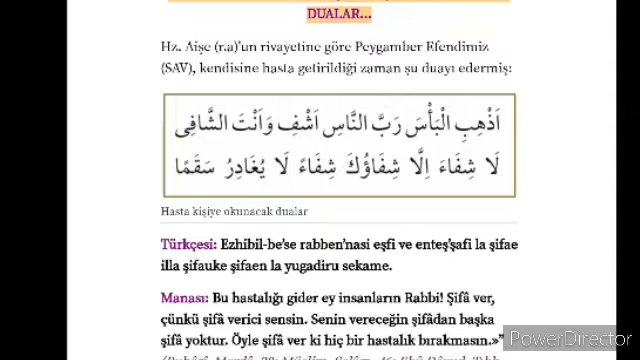 DUALAR...
Hz. Aişe (r.a)'un rivayetine göre Peygamber Efendimiz
(SAV), kendisine hasta getirildiği zaman şu duayı edermiş:
اَذْهِبِ الْبَأْسَ رَبَّ النَّاسِ اَشْفِ وَاَنْتَ الشَّافِى
لَا شِفَاءَ اِلَّا شِفَاؤُكَ شِفَاءً لَا يُغَادِرُ سَقَمًا
Hasta kişiye okunacak dualar
Türkçesi: Ezhibil-be'se rabben'nasi eşfi ve enteş'şafi la şifae
illa şifauke şifaen la yugadiru sekame.
Manası: Bu hastalığı gider ey insanların Rabbi! Şifâ ver,
çünkü şifâ verici sensin. Senin vereceğin şifâdan başka
şifâ yoktur. Öyle şifâ ver ki hiç bir hastalık bırakmasın.»”
PowerDirector